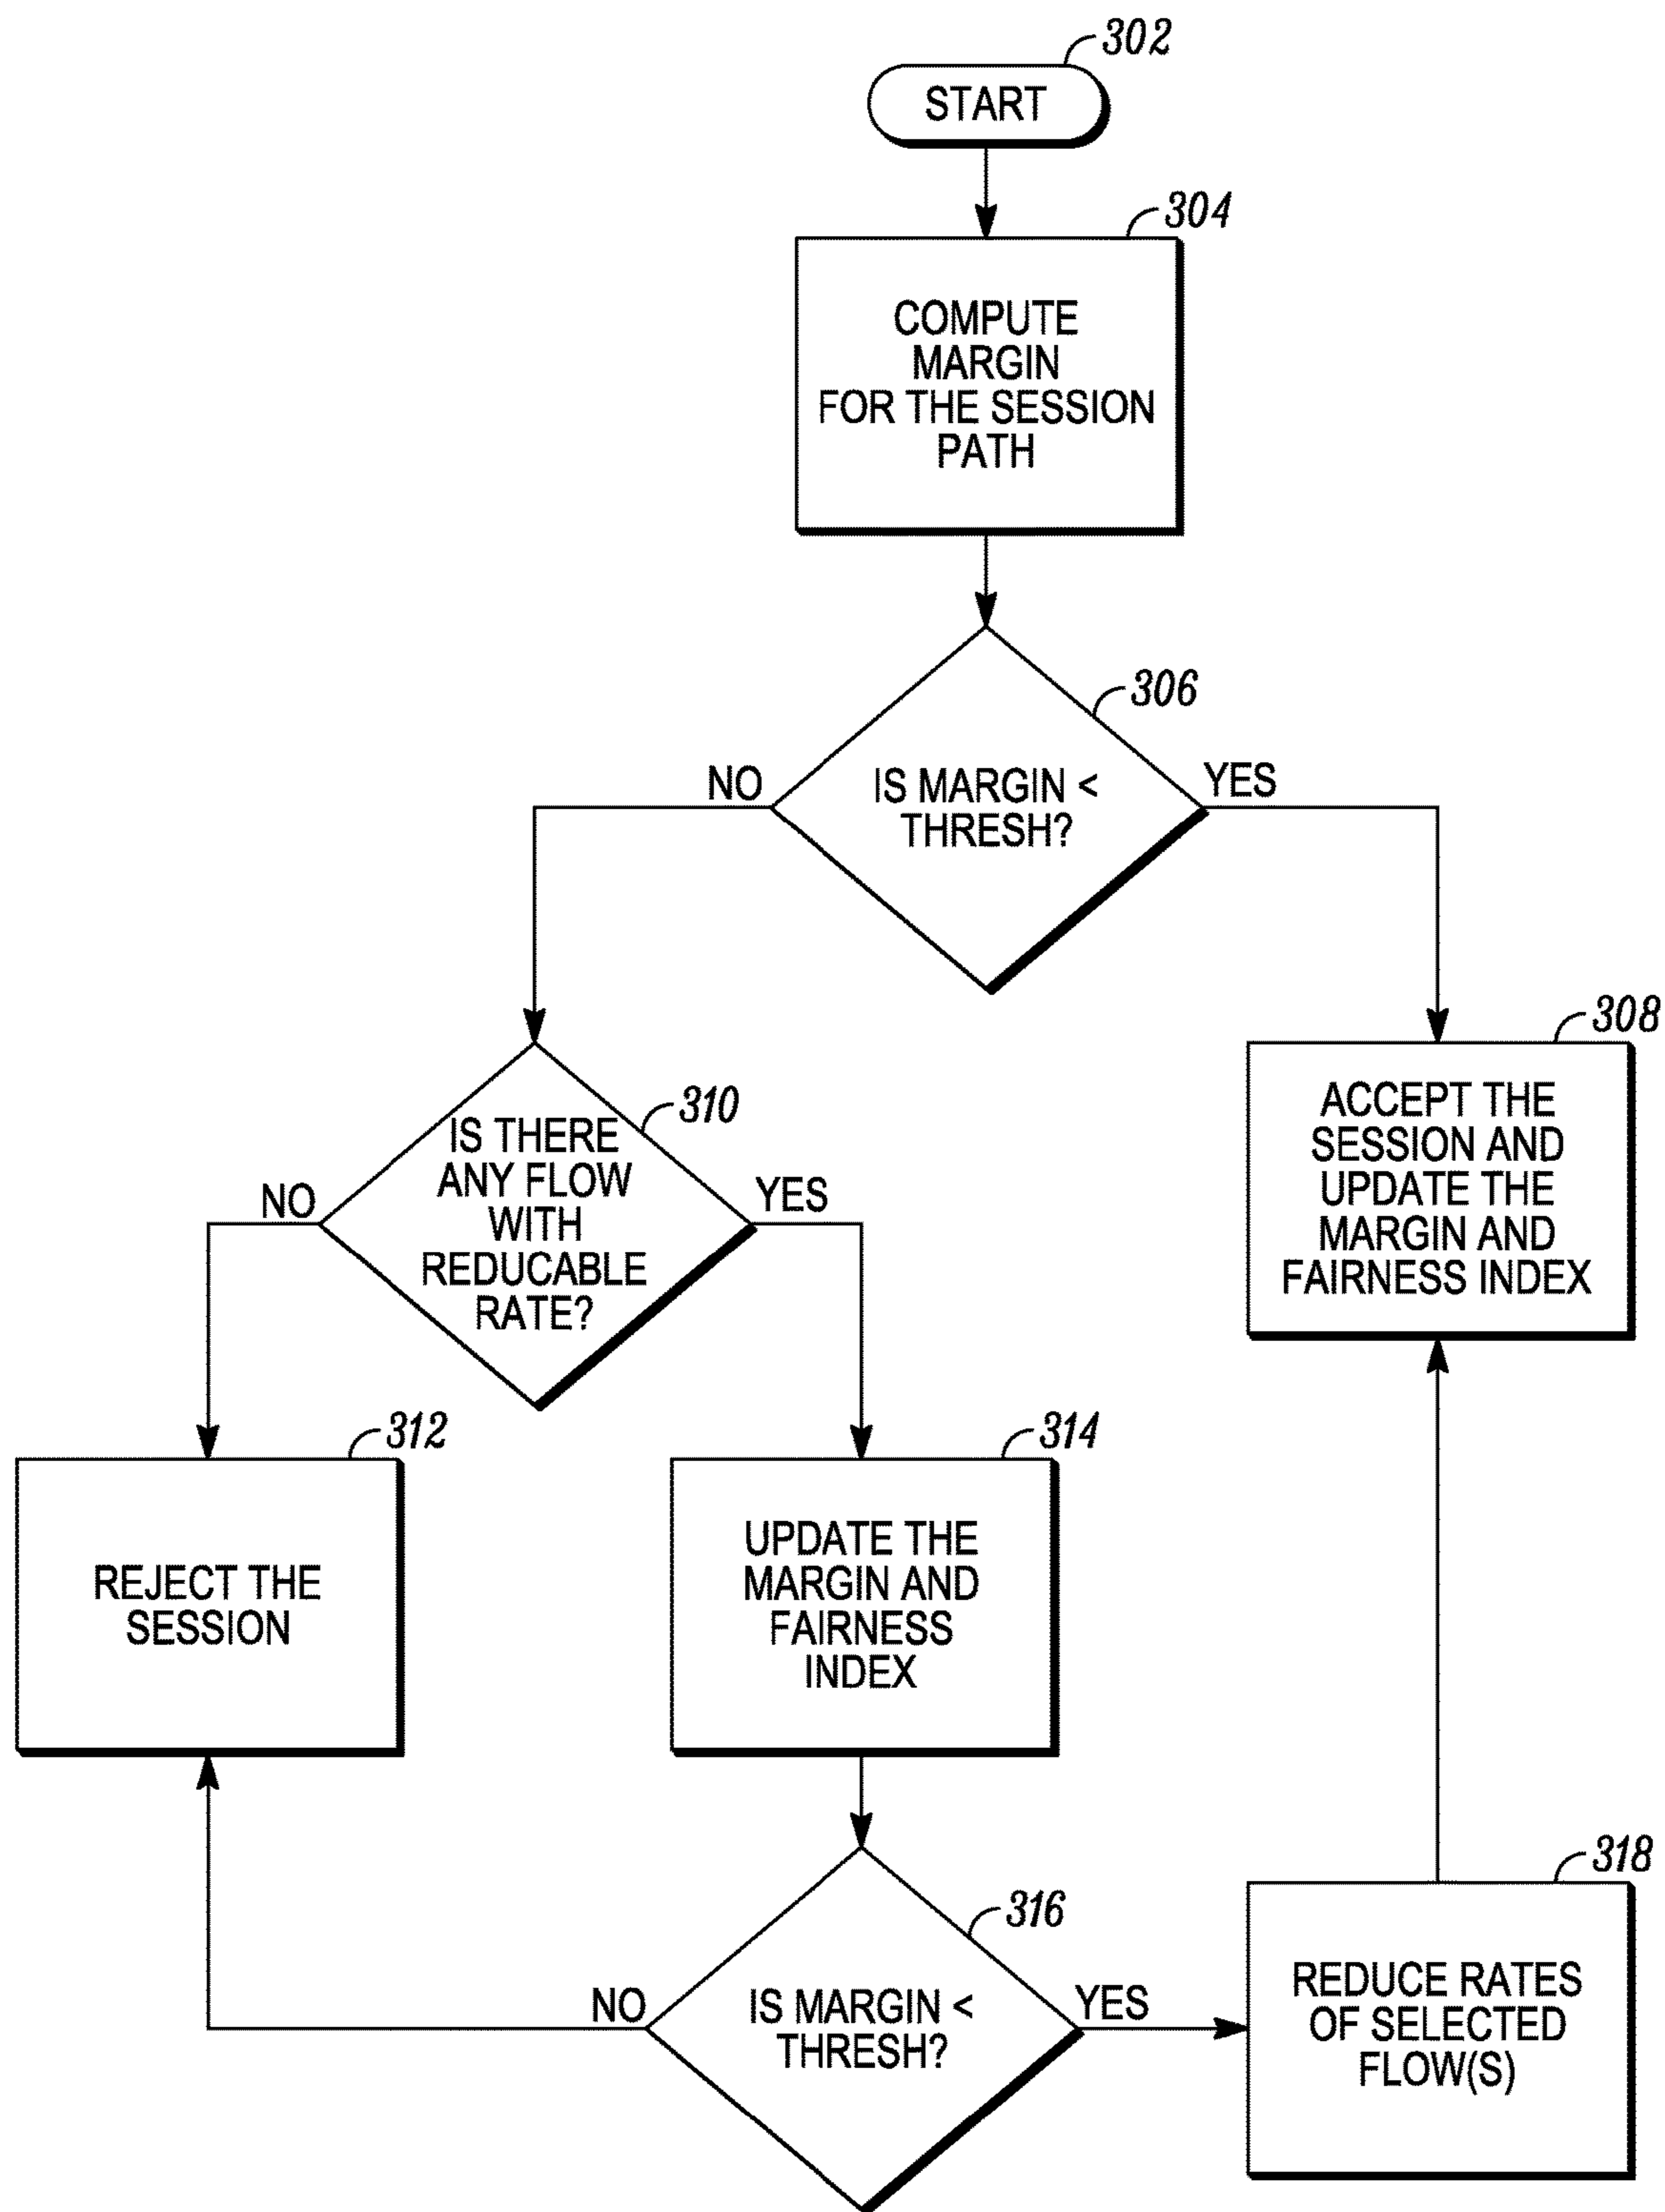 302
START
304
COMPUTE
MARGIN
FOR THE SESSION
PATH
306
NO
YES
IS MARGIN <
THRESH?
308
ACCEPT THE
SESSION AND
UPDATE THE
MARGIN AND
FAIRNESS INDEX
310
IS THERE
ANY FLOW
WITH
REDUCABLE
RATE?
NO
YES
312
REJECT THE
SESSION
314
UPDATE THE
MARGIN AND
FAIRNESS
INDEX
316
NO
IS MARGIN <
THRESH?
YES
318
REDUCE RATES
OF SELECTED
FLOW(S)